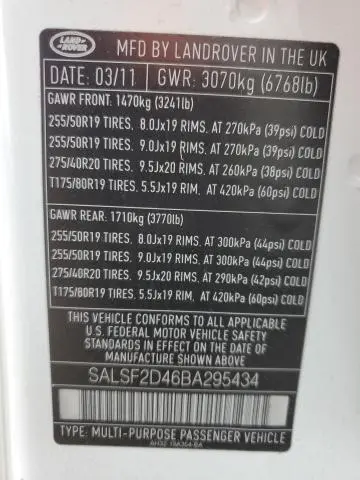 LAND ROVER
MFD BY LANDROVER IN THE UK
DATE: 03/11 GWR: 3070kg (6768lb)
GAWR FRONT: 1470kg (3241lb)
255/50R19 TIRES. 8.0Jx19 RIMS. AT 270kPa (39psi) COLD
255/50R19 TIRES. 9.0Jx19 RIMS. AT 270kPa (39psi) COLD
275/40R20 TIRES. 9.5Jx20 RIMS. AT 260kPa (38psi) COLD
T175/80R19 TIRES. 5.5Jx19 RIM, AT 420kPa (60psi) COLD
GAWR REAR: 1710kg (3770lb)
255/50R19 TIRES. 8.0Jx19 RIMS. AT 300kPa (44psi) COLD
255/50R19 TIRES. 9.0Jx19 RIMS. AT 300kPa (44psi) COLD
275/40R20 TIRES. 9.5Jx20 RIMS. AT 290kPa (42psi) COLD
T175/80R19 TIRES. 5.5Jx19 RIM, AT 420kPa (60psi) COLD
THIS VEHICLE CONFORMS TO ALL APPLICABLE
U.S. FEDERAL MOTOR VEHICLE SAFETY
STANDARDS IN EFFECT ON THE DATE OF
MANUFACTURE SHOWN ABOVE
SALSF2D46BA295434
TYPE: MULTI-PURPOSE PASSENGER VEHICLE